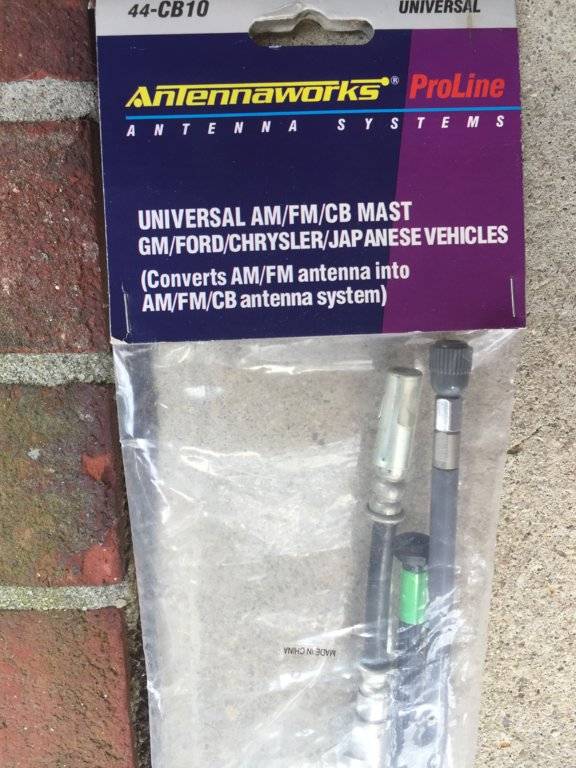 44-CB10 UNIVERSAL
Antennaworks® ProLine
ANTENNA SYSTEMS
UNIVERSAL AM/FM/CB MAST
GM/FORD/CHRYSLER/JAPANESE VEHICLES
(Converts AM/FM antenna into
AM/FM/CB antenna system)
MADE IN CHINA